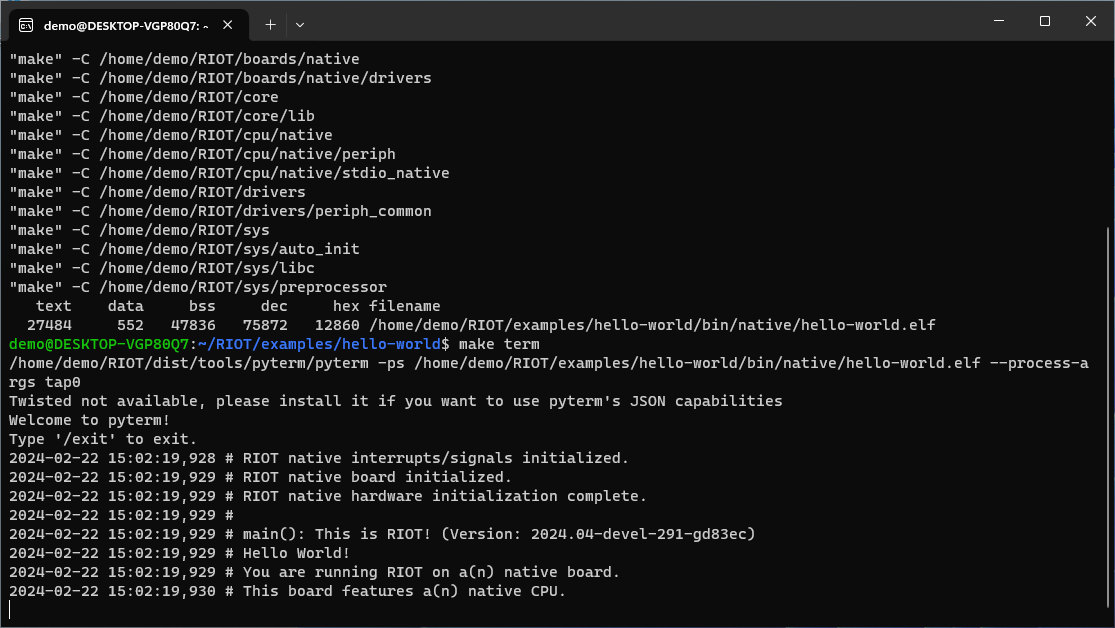 demo@DESKTOP-VGP80Q7: ~
"make" -C /home/demo/RIOT/boards/native
"make" -C /home/demo/RIOT/boards/native/drivers
"make" -C /home/demo/RIOT/core
"make" -C /home/demo/RIOT/core/lib
"make" -C /home/demo/RIOT/cpu/native
"make" -C /home/demo/RIOT/cpu/native/periph
"make" -C /home/demo/RIOT/cpu/native/stdio_native
"make" -C /home/demo/RIOT/drivers
"make" -C /home/demo/RIOT/drivers/periph_common
"make" -C /home/demo/RIOT/sys
"make" -C /home/demo/RIOT/sys/auto_init
"make" -C /home/demo/RIOT/sys/libc
"make" -C /home/demo/RIOT/sys/preprocessor
   text    data     bss     dec     hex filename
  27484     552   47836   75872   12860 /home/demo/RIOT/examples/hello-world/bin/native/hello-world.elf
demo@DESKTOP-VGP80Q7:~/RIOT/examples/hello-world$ make term
/home/demo/RIOT/dist/tools/pyterm/pyterm -ps /home/demo/RIOT/examples/hello-world/bin/native/hello-world.elf --process-a
rgs tap0
Twisted not available, please install it if you want to use pyterm's JSON capabilities
Welcome to pyterm!
Type '/exit' to exit.
2024-02-22 15:02:19,928 # RIOT native interrupts/signals initialized.
2024-02-22 15:02:19,929 # RIOT native board initialized.
2024-02-22 15:02:19,929 # RIOT native hardware initialization complete.
2024-02-22 15:02:19,929 #
2024-02-22 15:02:19,929 # main(): This is RIOT! (Version: 2024.04-devel-291-gd83ec)
2024-02-22 15:02:19,929 # Hello World!
2024-02-22 15:02:19,929 # You are running RIOT on a(n) native board.
2024-02-22 15:02:19,930 # This board features a(n) native CPU.